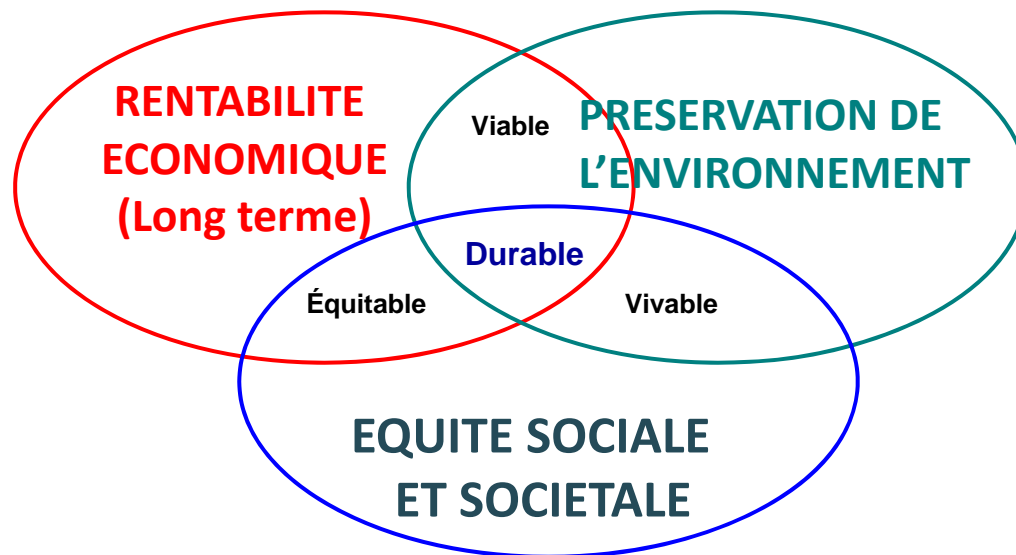 RENTABILITE
ECONOMIQUE
(Long terme)
Viable
PRESERVATION DE
L’ENVIRONNEMENT
Durable
Équitable
Vivable
EQUITE SOCIALE
ET SOCIETALE